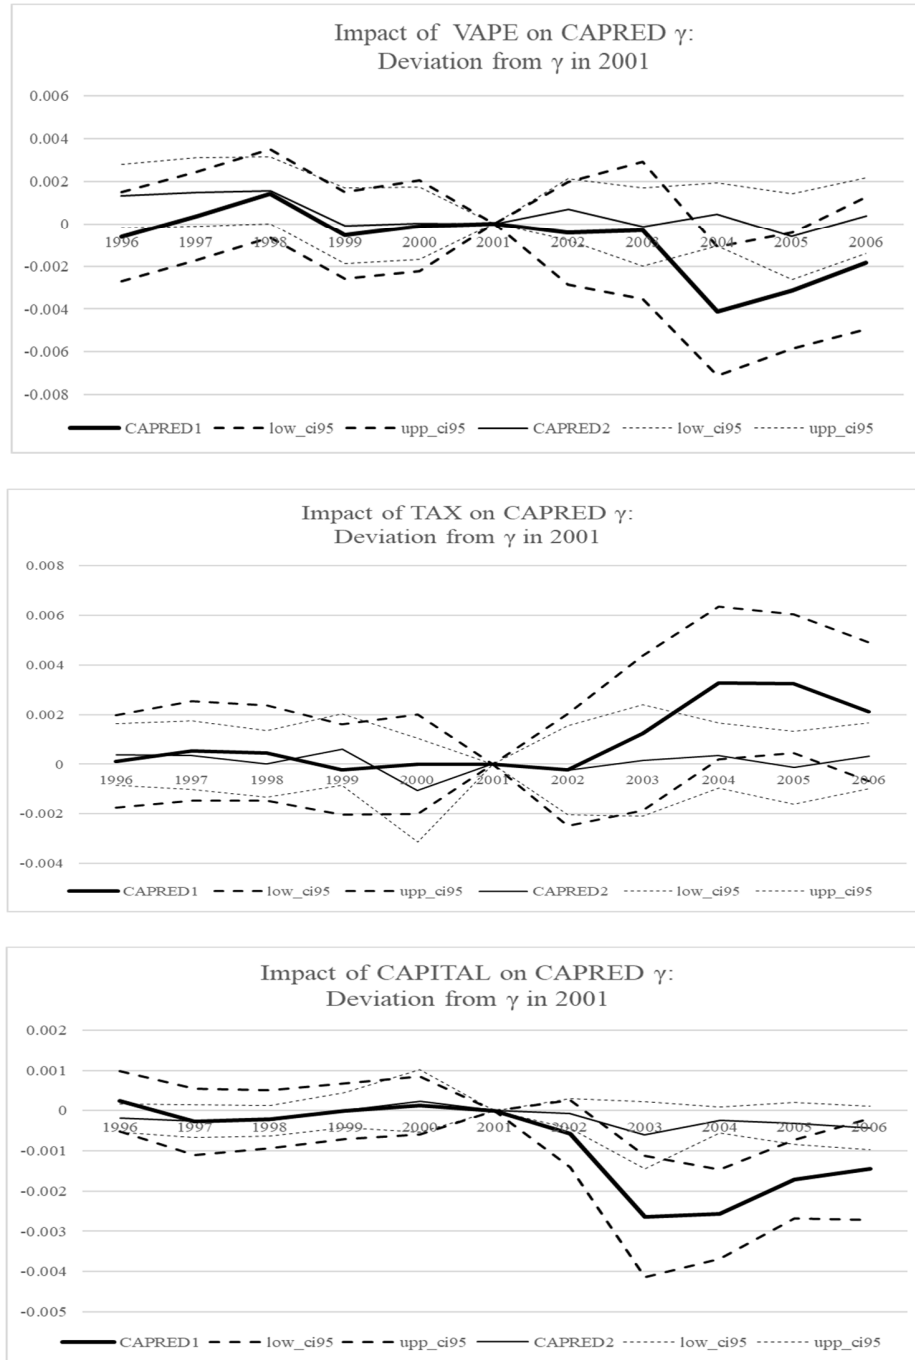 Impact of VAPE on CAPRED γ:
Deviation from γ in 2001
0.006
0.004
0.002
0
1996 1997 1998 1999 2000 2001 2002 2003 2004 2005 2006
-0.002
-0.004
-0.006
-0.008
CAPRED1 low_ci95 upp_ci95 CAPRED2 low_ci95 upp_ci95
Impact of TAX on CAPRED γ:
Deviation from γ in 2001
0.008
0.006
0.004
0.002
0
1996 1997 1998 1999 2000 2001 2002 2003 2004 2005 2006
-0.002
-0.004
CAPRED1 low_ci95 upp_ci95 CAPRED2 low_ci95 upp_ci95
Impact of CAPITAL on CAPRED γ:
Deviation from γ in 2001
0.002
0.001
0
1996 1997 1998 1999 2000 2001 2002 2003 2004 2005 2006
-0.001
-0.002
-0.003
-0.004
-0.005
CAPRED1 low_ci95 upp_ci95 CAPRED2 low_ci95 upp_ci95